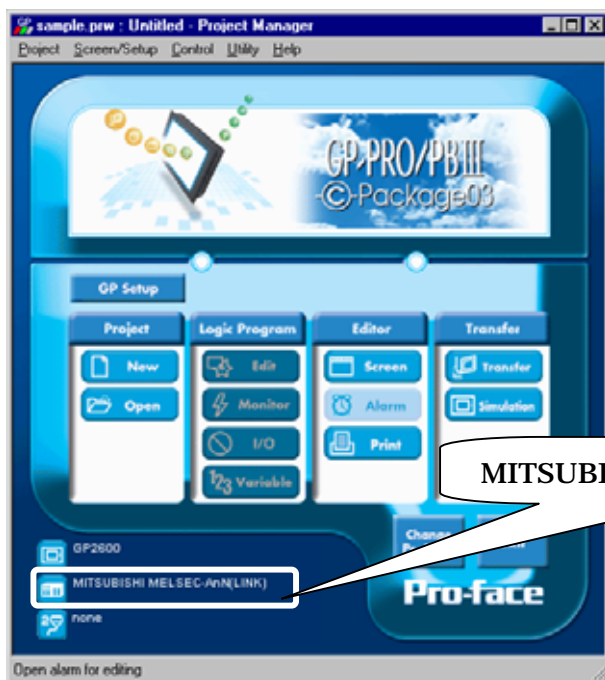 sample.prw : Untitled - Project Manager
Project Screen/Setup Control Utility Help
GP-PRO/PBIII
-C-Package03
GP Setup
Project Logic Program Editor Transfer
New Edit Screen Transfer
Open Monitor Alarm Simulation
I/O Print
Variable
MITSUBI
Change
GP2600
MITSUBISHI MELSEC-AnN(LINK)
none
Pro-face
Open alarm for editing